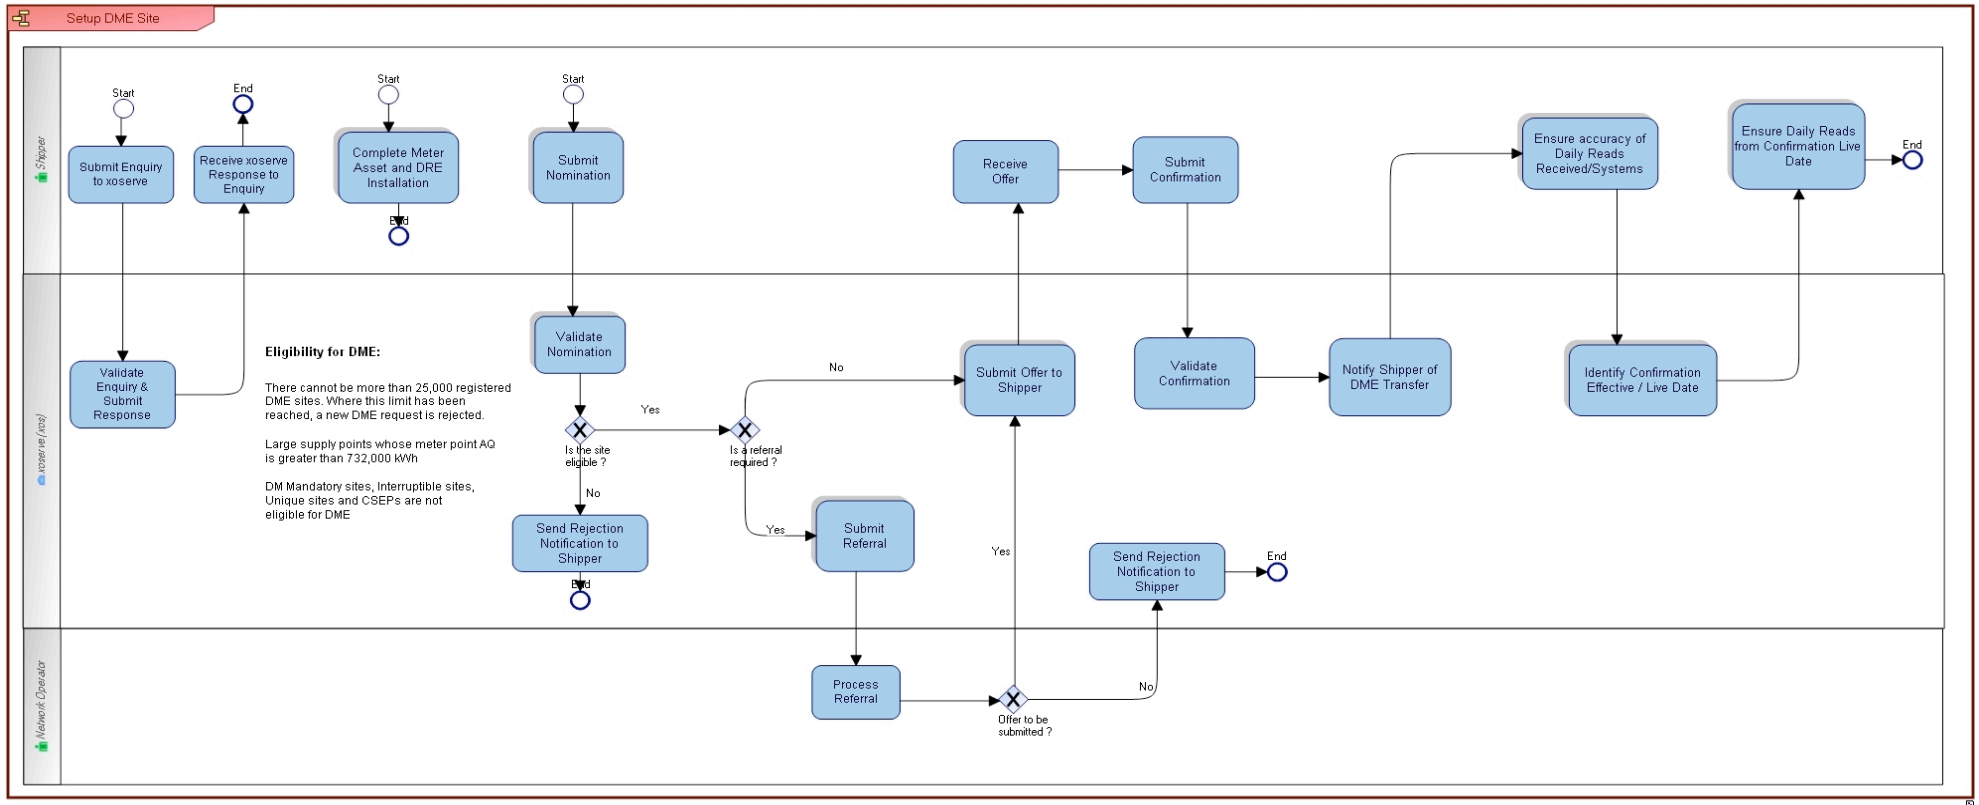 Setup DME Site
Shipper
Start
End
Start
Start
Submit Enquiry
to xoserve
Receive xoserve
Response to
Enquiry
Complete Meter
Asset and DRE
Installation
End
Submit
Nomination
Receive
Offer
Submit
Confirmation
Ensure accuracy of
Daily Reads
Received/Systems
Ensure Daily Reads
from Confirmation Live
Date
End
xoserve (xos)
Validate
Enquiry &
Submit
Response
Eligibility for DME:
There cannot be more than 25,000 registered
DME sites. Where this limit has been
reached, a new DME request is rejected.
Large supply points whose meter point AQ
is greater than 732,000 kWh
DM Mandatory sites, Interruptible sites,
Unique sites and CSEPs are not
eligible for DME
Validate
Nomination
Is the site
eligible ?
Yes
No
Send Rejection
Notification to
Shipper
End
Is a referral
required ?
No
Yes
Submit
Referral
Submit Offer to
Shipper
Yes
Validate
Confirmation
Notify Shipper of
DME Transfer
Identify Confirmation
Effective / Live Date
Send Rejection
Notification to
Shipper
End
Network Operator
Process
Referral
Offer to be
submitted ?
No